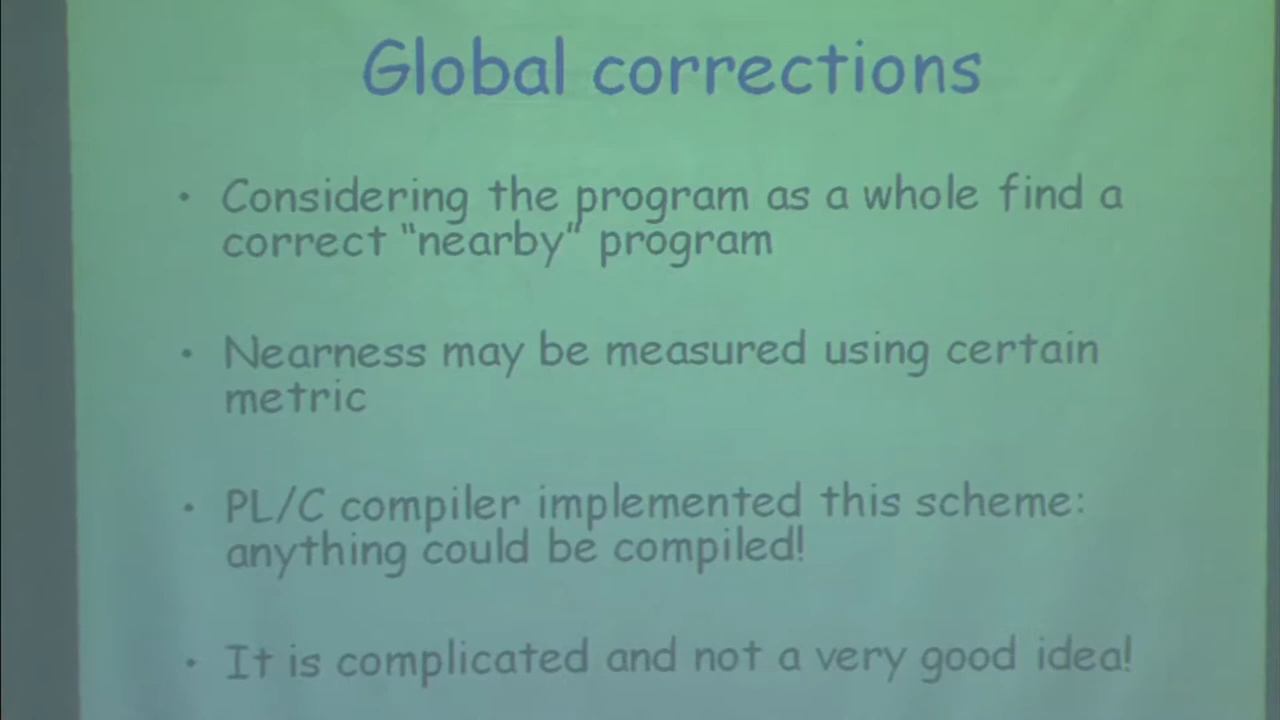 Global corrections
• Considering the program as a whole find a
correct "nearby" program
• Nearness may be measured using certain
metric
• PL/C compiler implemented this scheme:
anything could be compiled!
• It is complicated and not a very good idea!